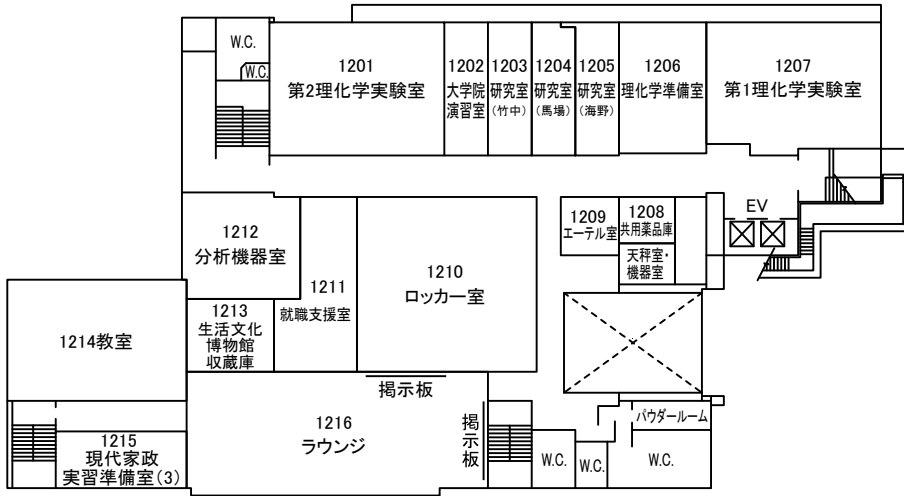 W.C.
W.C.
1201
第2理化学実験室
1202
大学院
演習室
1203
研究室
(竹中)
1204
研究室
(馬場)
1205
研究室
(海野)
1206
理化学準備室
1207
第1理化学実験室
1212
分析機器室
1211
就職支援室
1210
ロッカー室
1209
エーテル室
1208
共用薬品庫
天秤室・
機器室
EV
1213
生活文化
博物館
収蔵庫
1214教室
掲示板
1216
ラウンジ
掲示板
パウダールーム
1215
現代家政
実習準備室(3)
W.C.
W.C.
W.C.